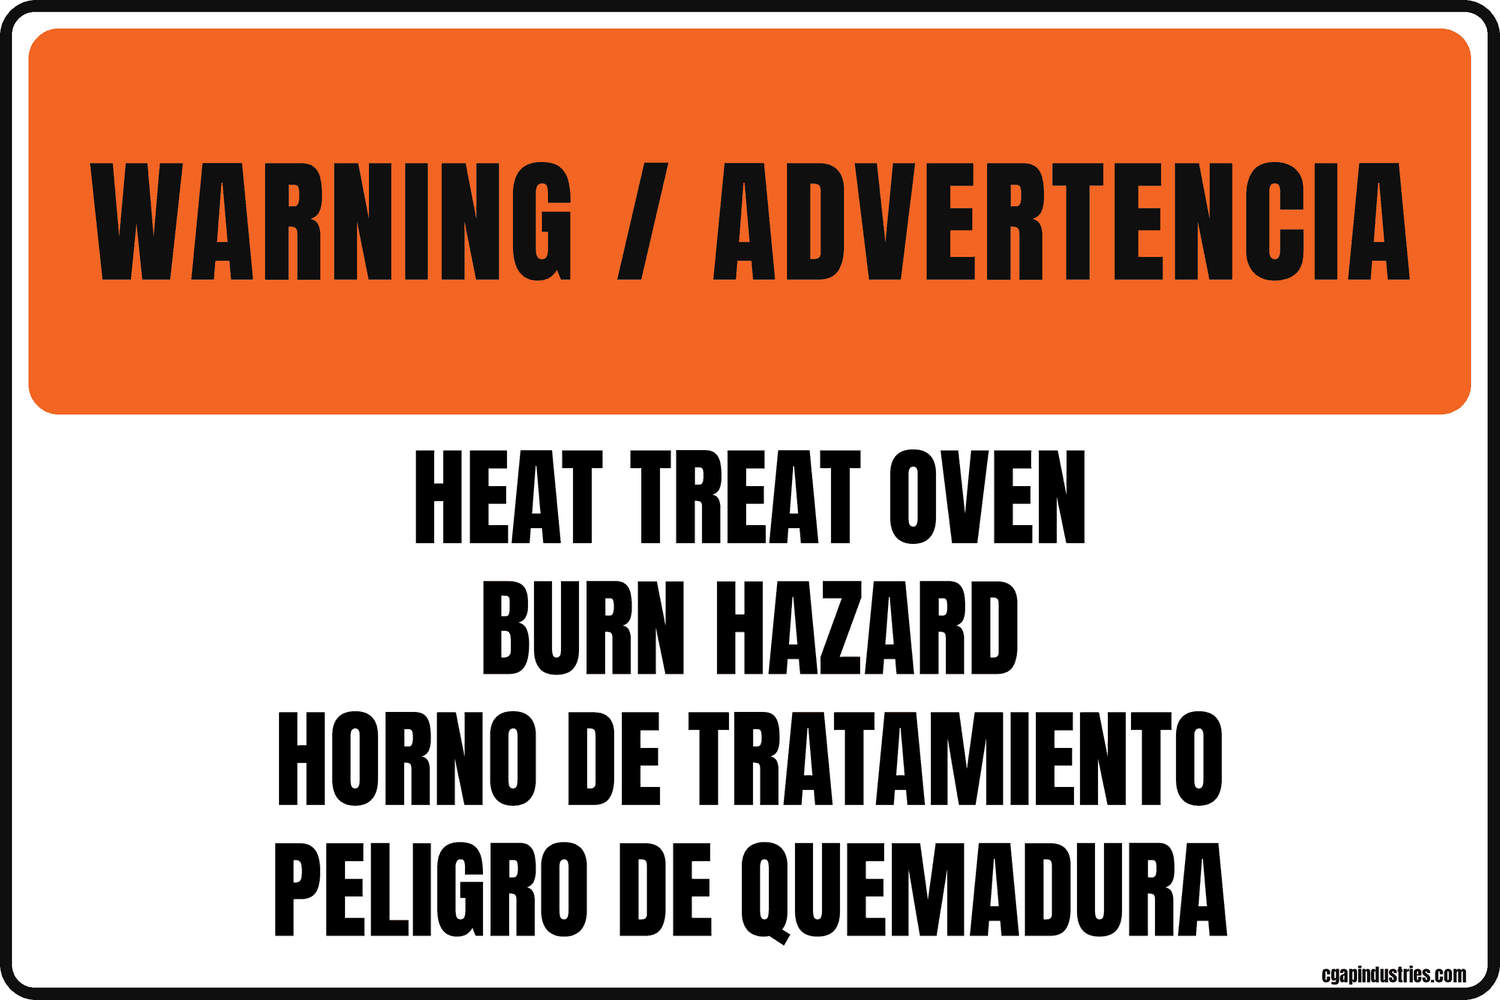 WARNING / ADVERTENCIA
HEAT TREAT OVEN
BURN HAZARD
HORNO DE TRATAMIENTO
PELIGRO DE QUEMADURA
cgapindustries.com